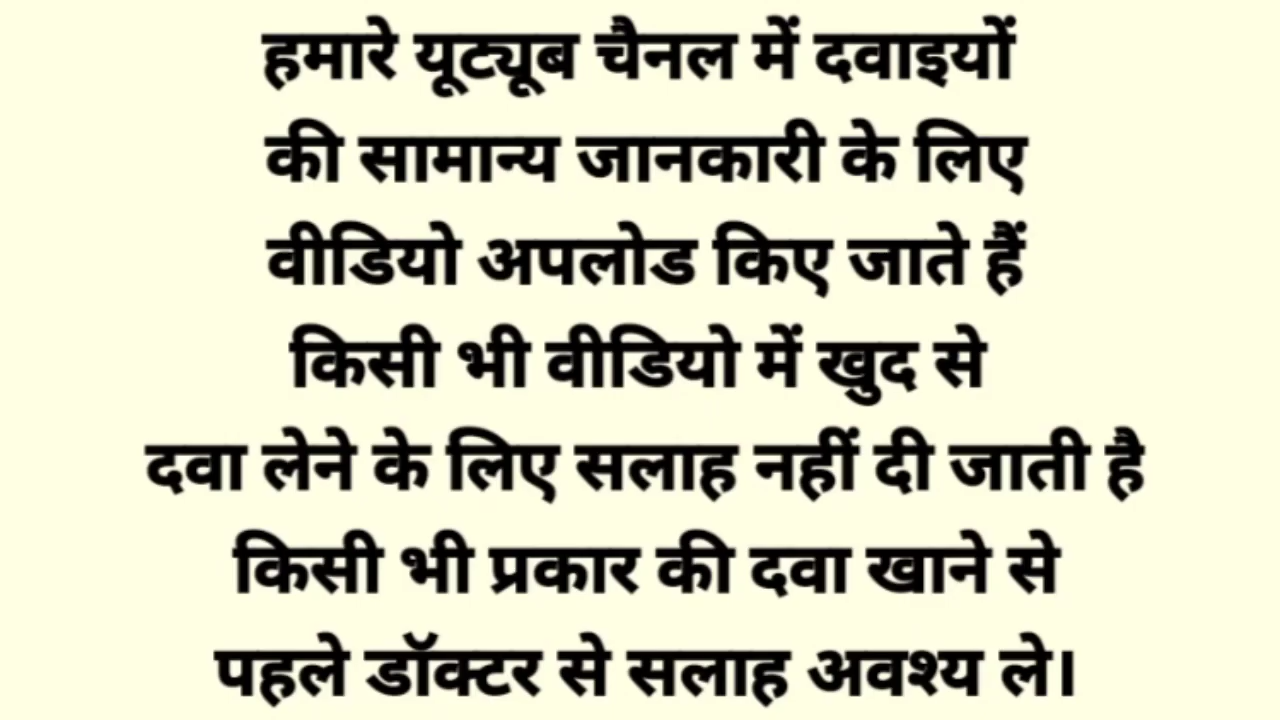 हमारे यूट्यूब चैनल में दवाइयों
की सामान्य जानकारी के लिए
वीडियो अपलोड किए जाते हैं
किसी भी वीडियो में खुद से
दवा लेने के लिए सलाह नहीं दी जाती है
किसी भी प्रकार की दवा खाने से
पहले डॉक्टर से सलाह अवश्य ले।